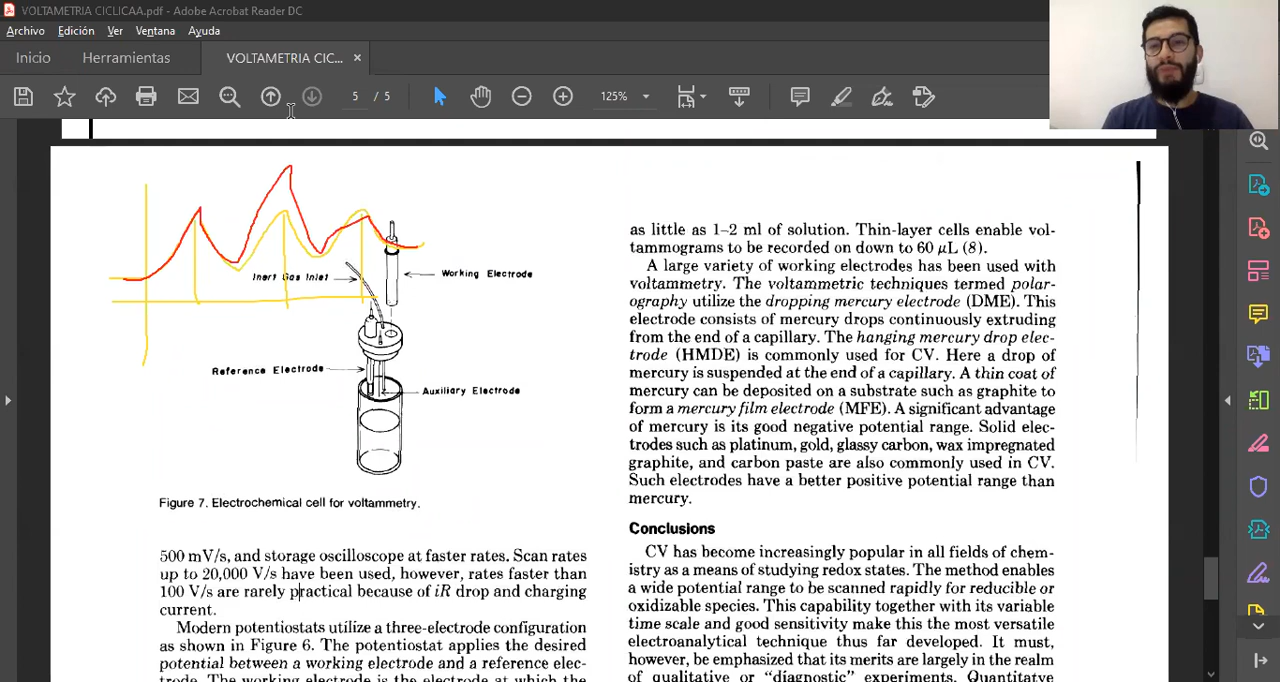 VOLTAMETRIA CICLICAA.pdf - Adobe Acrobat Reader DC
Archivo Edición Ver Ventana Ayuda
Inicio Herramientas VOLTAMETRIA CIC... ×
5 / 5 125%
Inert Gas Inlet
Working Electrode
Reference Electrode
Auxiliary Electrode
Figure 7. Electrochemical cell for voltammetry.
500 mV/s, and storage oscilloscope at faster rates. Scan rates
up to 20,000 V/s have been used, however, rates faster than
100 V/s are rarely practical because of iR drop and charging
current.
Modern potentiostats utilize a three-electrode configuration
as shown in Figure 6. The potentiostat applies the desired
potential between a working electrode and a reference elec-
trode. The working electrode is the electrode at which the
as little as 1–2 ml of solution. Thin-layer cells enable vol-
tammograms to be recorded on down to 60 μL (8).
A large variety of working electrodes has been used with
voltammetry. The voltammetric techniques termed polar-
ography utilize the dropping mercury electrode (DME). This
electrode consists of mercury drops continuously extruding
from the end of a capillary. The hanging mercury drop elec-
trode (HMDE) is commonly used for CV. Here a drop of
mercury is suspended at the end of a capillary. A thin coat of
mercury can be deposited on a substrate such as graphite to
form a mercury film electrode (MFE). A significant advantage
of mercury is its good negative potential range. Solid elec-
trodes such as platinum, gold, glassy carbon, wax impregnated
graphite, and carbon paste are also commonly used in CV.
Such electrodes have a better positive potential range than
mercury.
Conclusions
CV has become increasingly popular in all fields of chem-
istry as a means of studying redox states. The method enables
a wide potential range to be scanned rapidly for reducible or
oxidizable species. This capability together with its variable
time scale and good sensitivity make this the most versatile
electroanalytical technique thus far developed. It must,
however, be emphasized that its merits are largely in the realm
of qualitative or "diagnostic" experiments. Quantitative